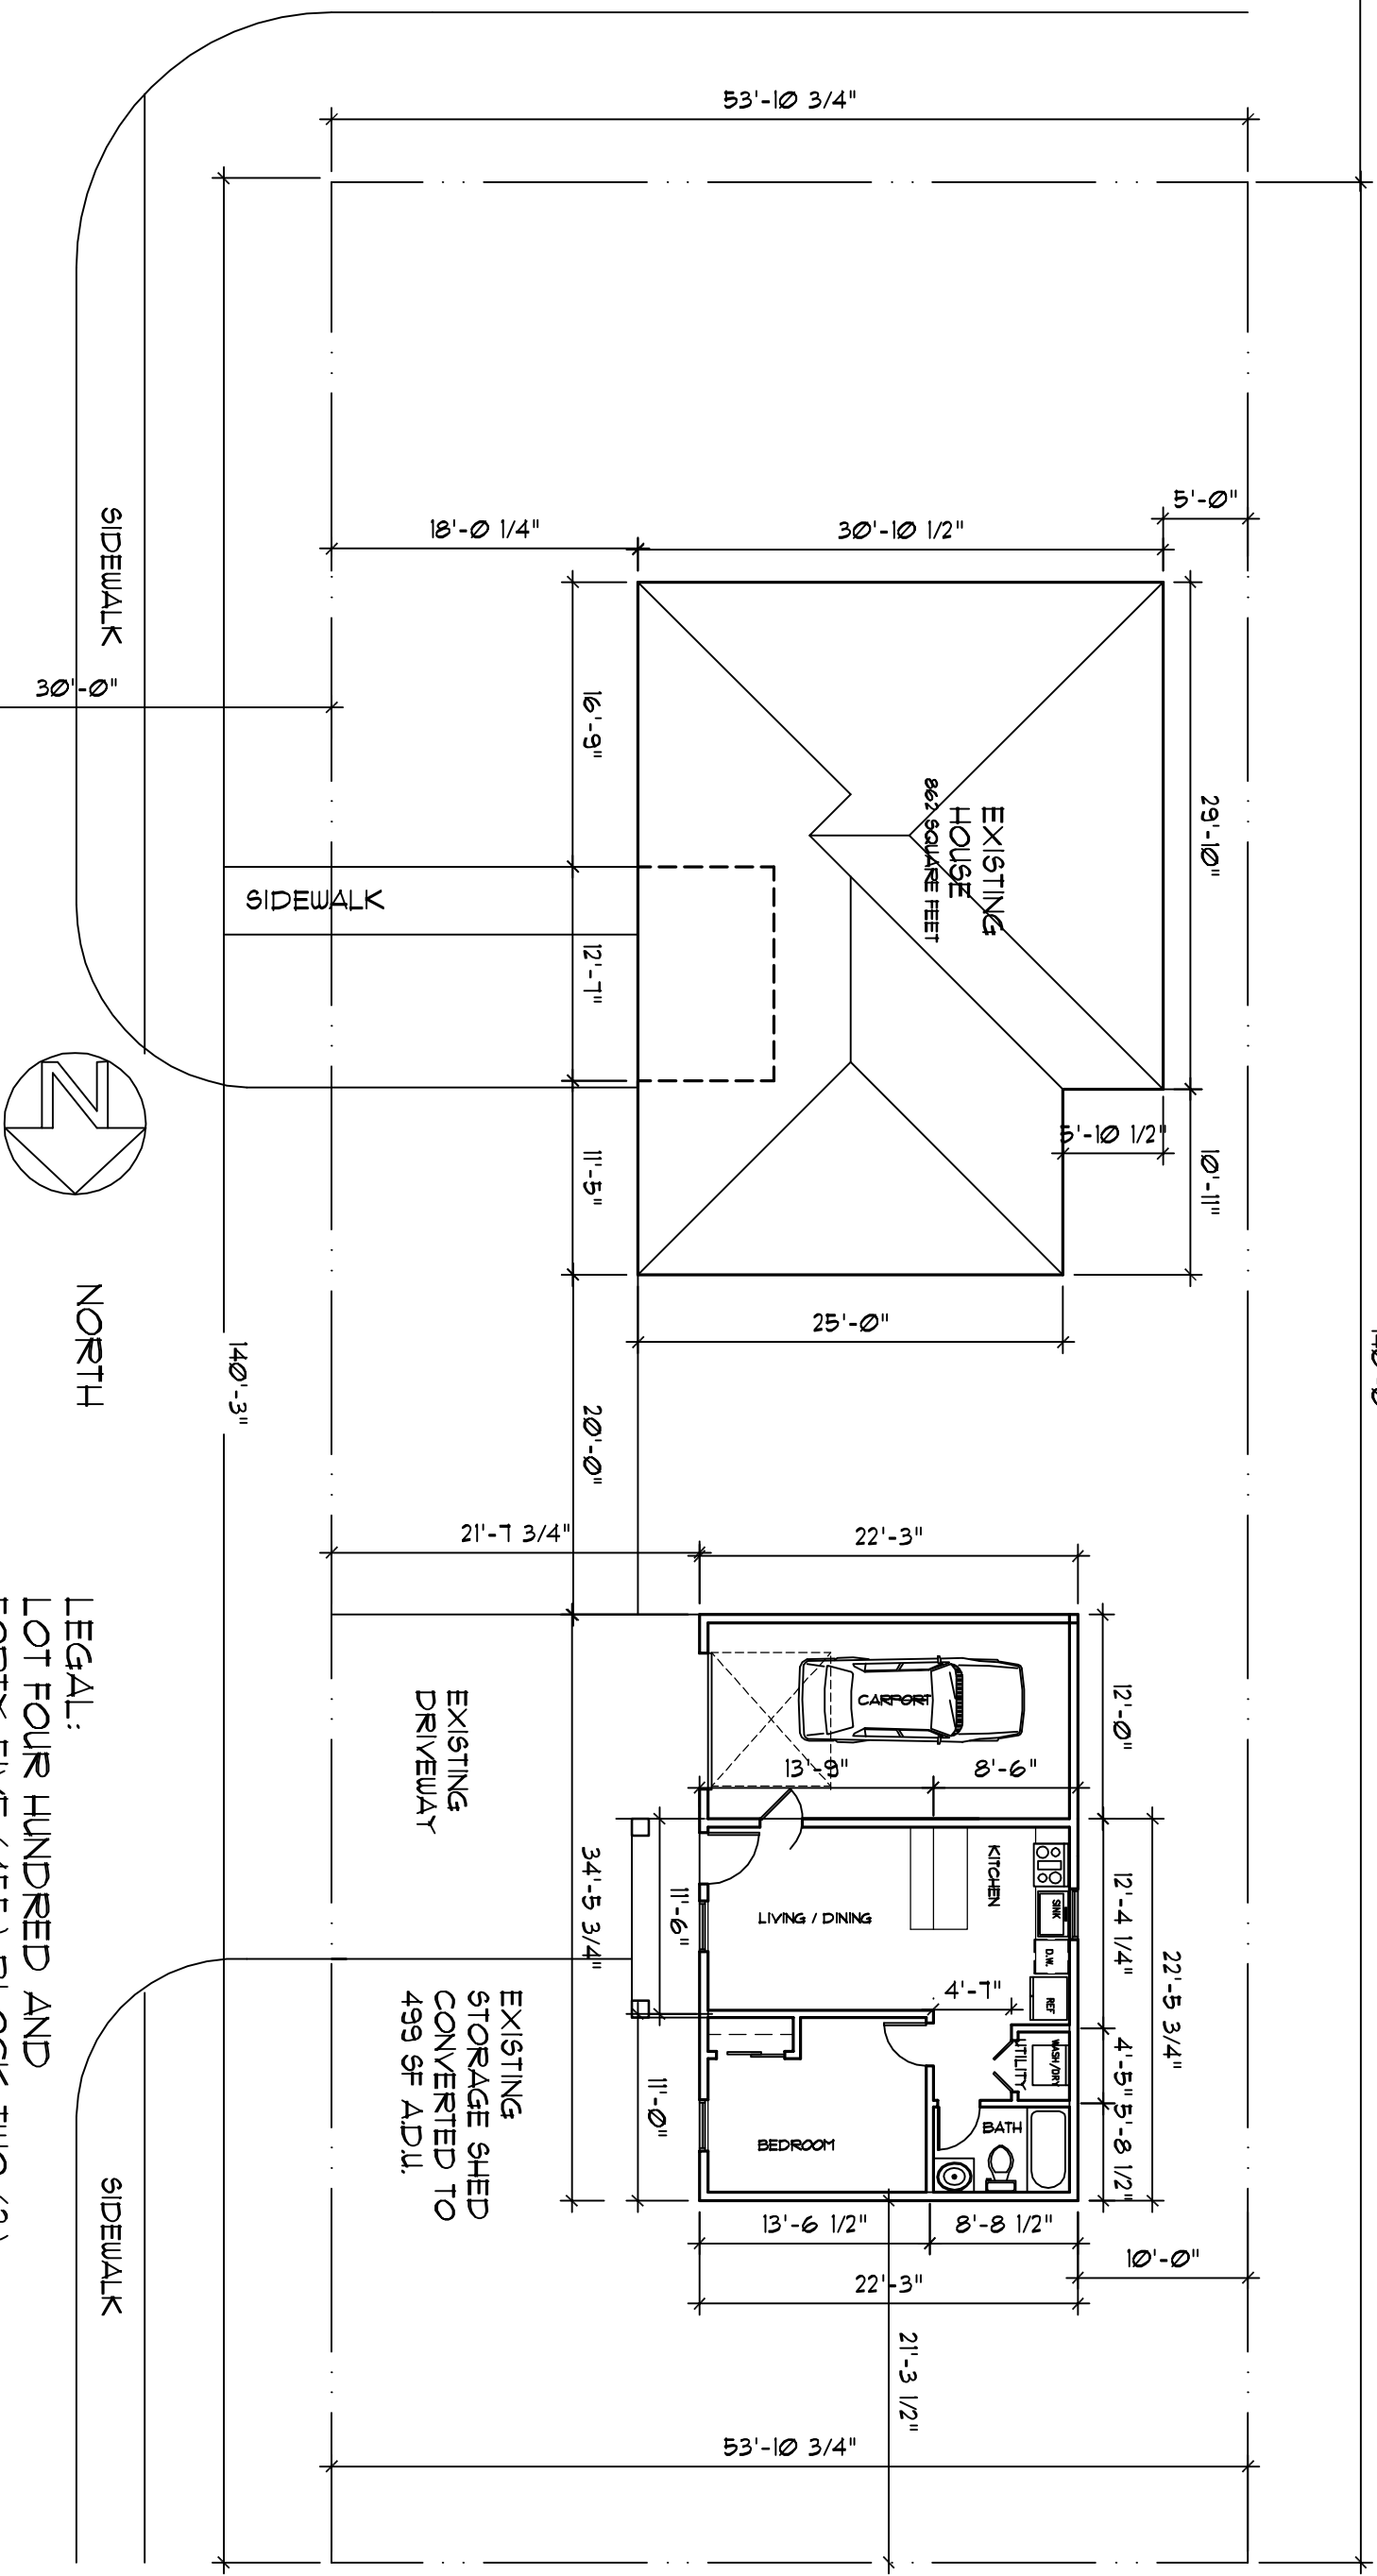 53'-10 3/4"
5'-0"
18'-0 1/4"
30'-10 1/2"
SIDEWALK
30'-0"
16'-9"
29'-10"
EXISTING
HOUSE
862 SQUARE FEET
SIDEWALK
12'-7"
5'-10 1/2"
11'-5"
10'-11"
N
NORTH
25'-0"
140'-3"
20'-0"
21'-7 3/4"
22'-3"
LEGAL:
LOT FOUR HUNDRED AND
EXISTING
DRIVEWAY
CARPORT
12'-0"
13'-9"
8'-6"
34'-5 3/4"
11'-6"
LIVING / DINING
KITCHEN
SINK
D.W.
REF
12'-4 1/4"
22'-5 3/4"
4'-7"
EXISTING
STORAGE SHED
CONVERTED TO
499 SF A.D.U.
11'-0"
UTILITY
WASH/DRY
4'-5"
5'-8 1/2"
BATH
BEDROOM
SIDEWALK
13'-6 1/2"
8'-8 1/2"
10'-0"
22'-3"
21'-3 1/2"
53'-10 3/4"